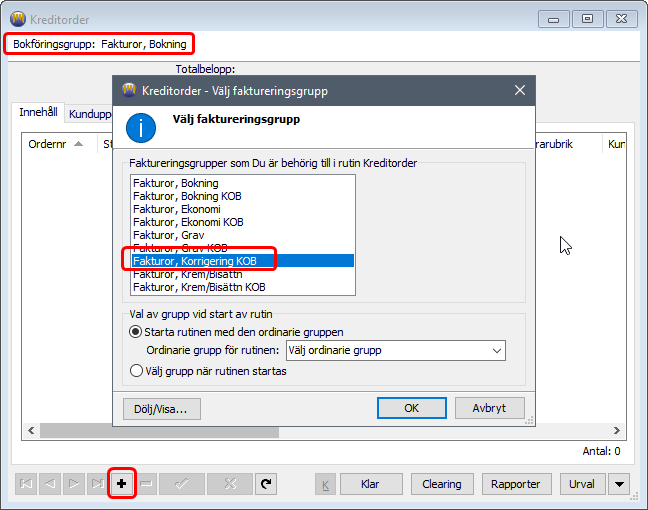 Kreditorder
Bokföringsgrupp: Fakturor, Bokning
Totalbelopp:
Innehåll
Kundupp
Ordernr
rarubrik
Kun
Kreditorder - Välj faktureringsgrupp
Välj faktureringsgrupp
Faktureringsgrupper som Du är behörig till i rutin Kreditorder
Fakturor, Bokning
Fakturor, Bokning KOB
Fakturor, Ekonomi
Fakturor, Ekonomi KOB
Fakturor, Grav
Fakturor, Grav KOB
Fakturor, Korrigering KOB
Fakturor, Krem/Bisättn
Fakturor, Krem/Bisättn KOB
Val av grupp vid start av rutin
Starta rutinen med den ordinarie gruppen
Ordinarie grupp för rutinen: Välj ordinarie grupp
Välj grupp när rutinen startas
Dölj/Visa... OK Avbryt
Antal: 0
K Klar Clearing Rapporter Urval